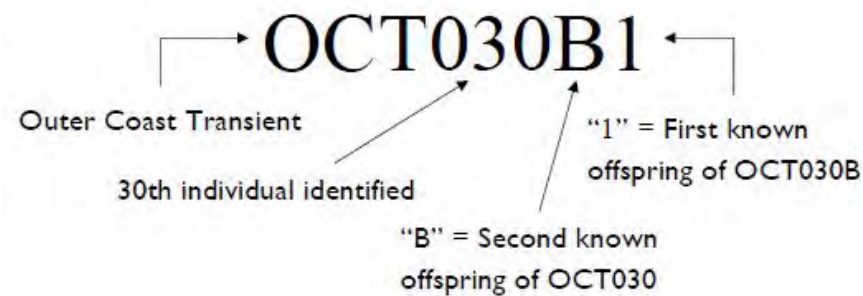 OCT030B1
Outer Coast Transient
30th individual identified
“B” = Second known
offspring of OCT030
“1” = First known
offspring of OCT030B